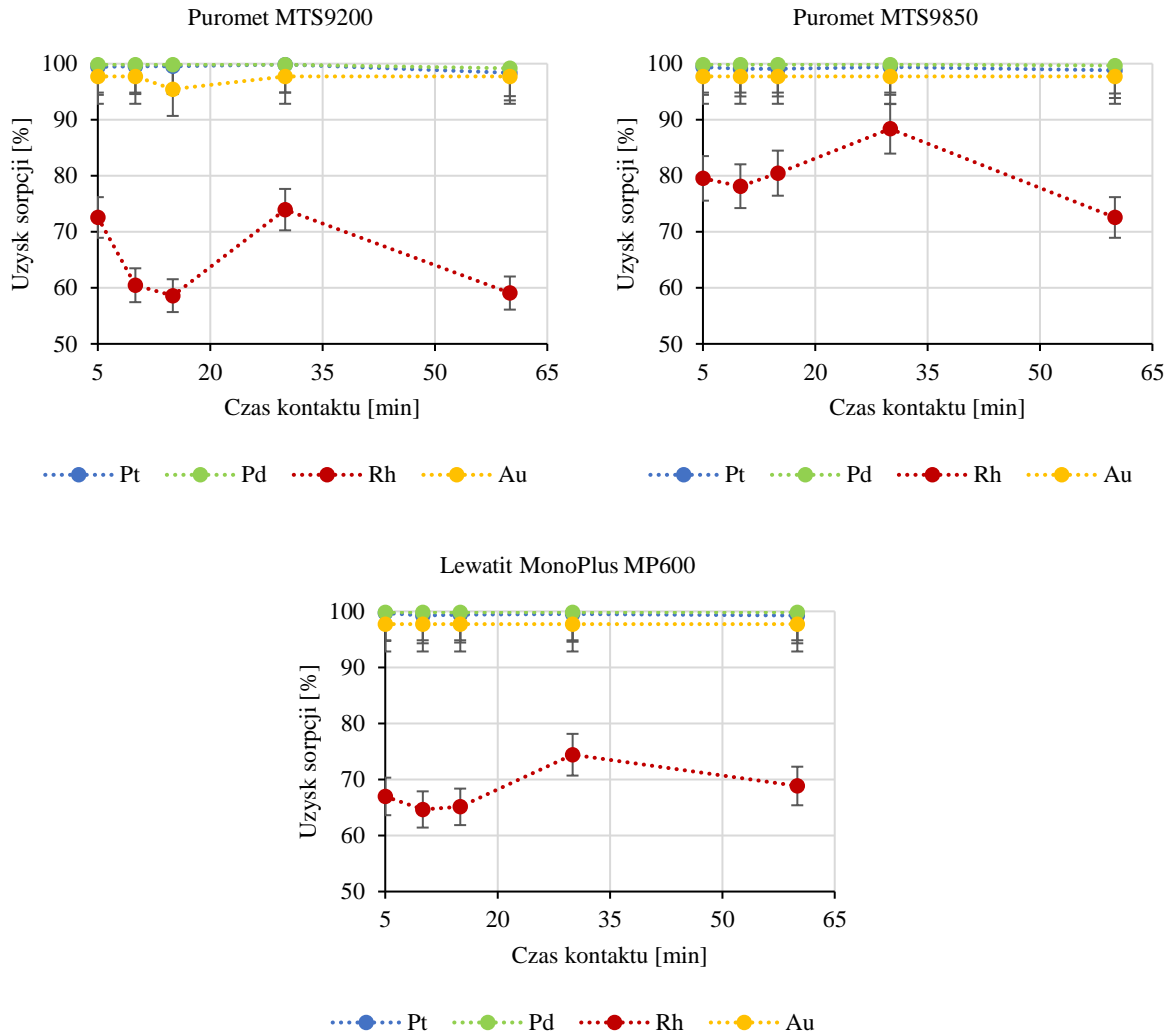 Puromet MTS9200
Uzysk sorpcji [%]
100
90
80
70
60
50
5 20 35 50 65
Czas kontaktu [min]
Pt Pd Rh Au
Puromet MTS9850
Uzysk sorpcji [%]
100
90
80
70
60
50
5 20 35 50 65
Czas kontaktu [min]
Pt Pd Rh Au
Lewatit MonoPlus MP600
Uzysk sorpcji [%]
100
90
80
70
60
50
5 20 35 50 65
Czas kontaktu [min]
Pt Pd Rh Au